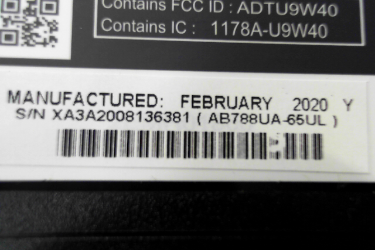 Contains FCC ID : ADTU9W40
Contains IC : 1178A-U9W40
MANUFACTURED: FEBRUARY 2020 Y
S/N XA3A2008136381 ( AB788UA-65UL )